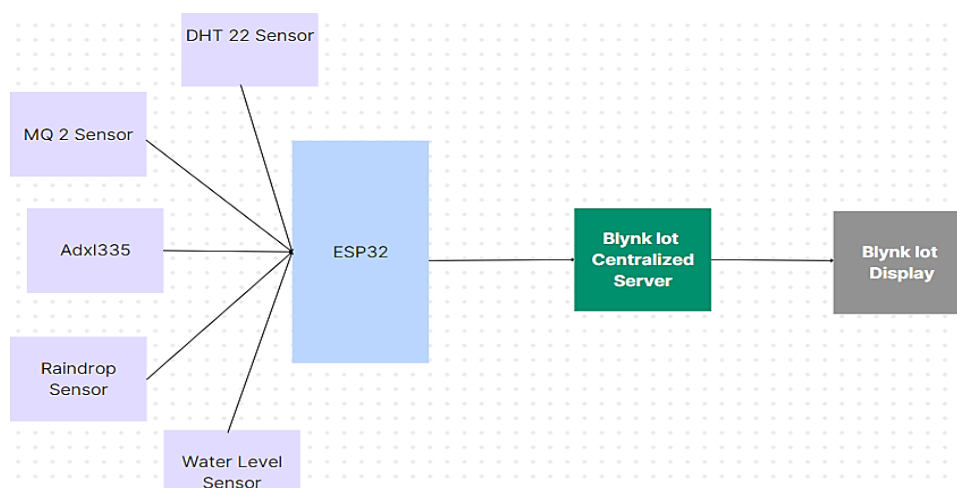 DHT 22 Sensor
MQ 2 Sensor
Adxl335
ESP32
Raindrop
Sensor
Water Level
Sensor
Blynk Iot
Centralized
Server
Blynk Iot
Display